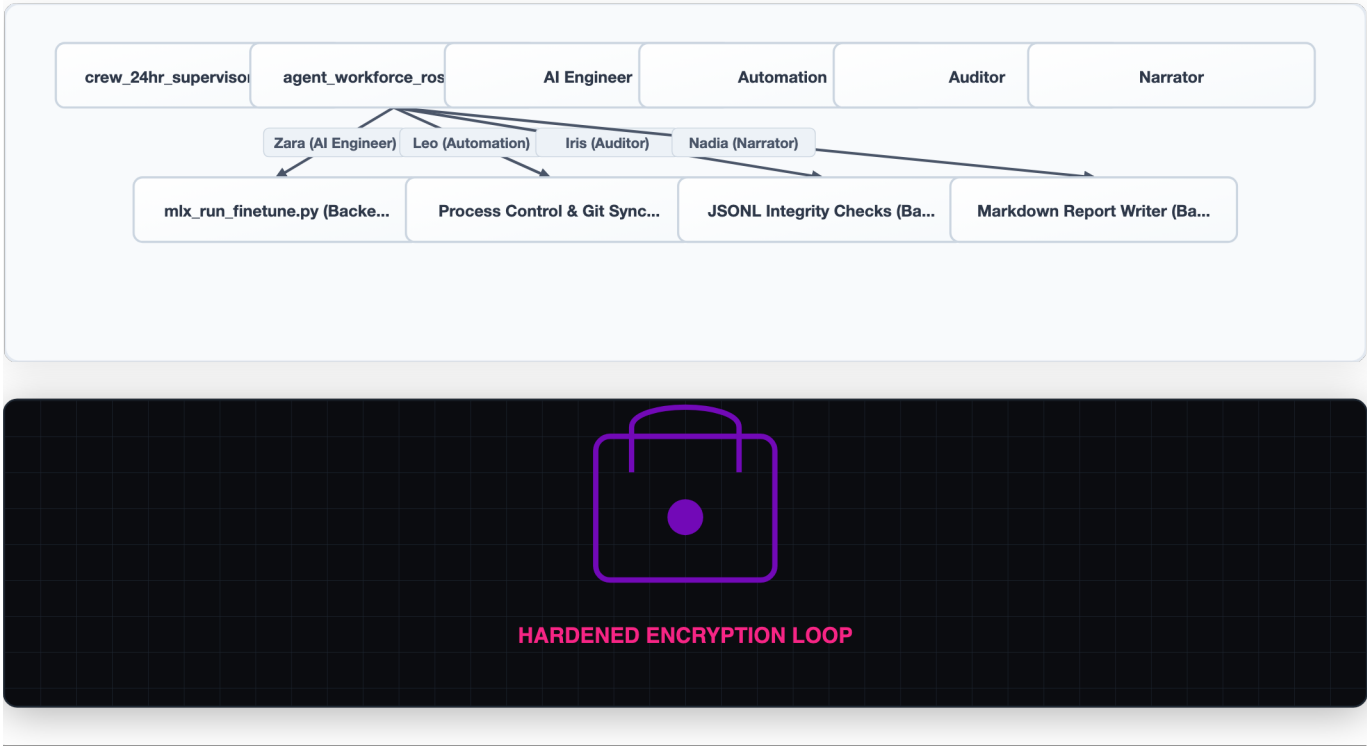 crew_24hr_supervisor
agent_workforce_ros
AI Engineer
Automation
Auditor
Narrator
Zara (AI Engineer)
Leo (Automation)
Iris (Auditor)
Nadia (Narrator)
mlx_run_finetune.py (Backe...
Process Control & Git Sync...
JSONL Integrity Checks (Ba...
Markdown Report Writer (Ba...
HARDENED ENCRYPTION LOOP